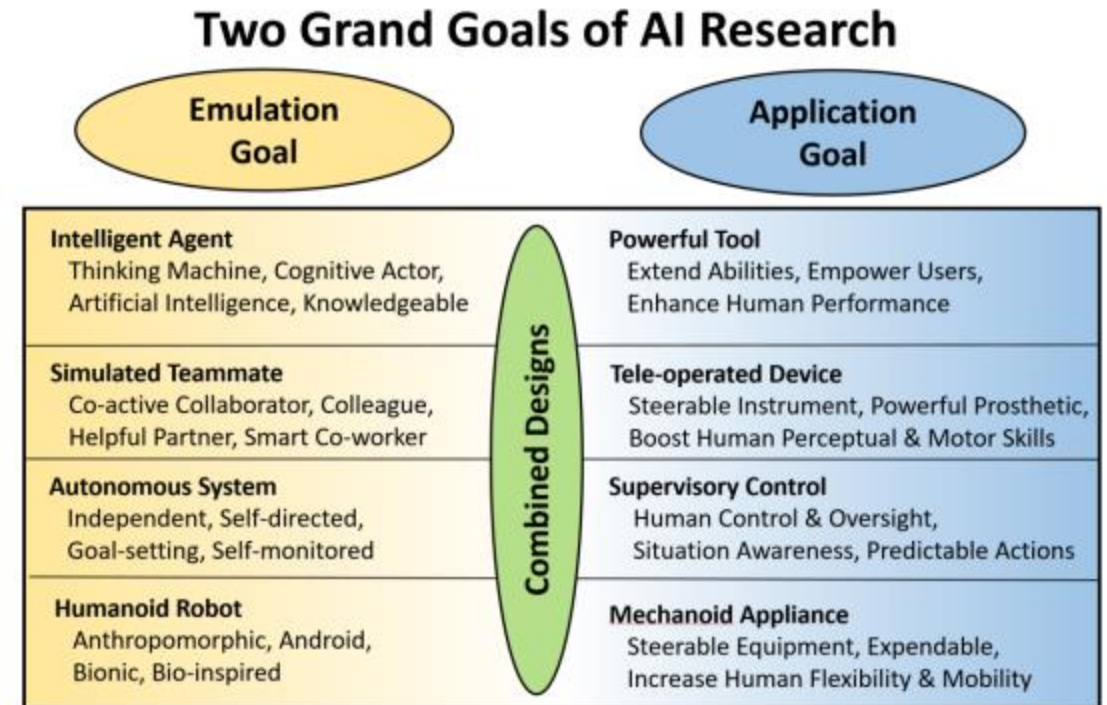 Two Grand Goals of AI Research
Emulation
Goal
Application
Goal
Intelligent Agent
Thinking Machine, Cognitive Actor,
Artificial Intelligence, Knowledgeable
Powerful Tool
Extend Abilities, Empower Users,
Enhance Human Performance
Simulated Teammate
Co-active Collaborator, Colleague,
Helpful Partner, Smart Co-worker
Tele-operated Device
Steerable Instrument, Powerful Prosthetic,
Boost Human Perceptual & Motor Skills
Autonomous System
Independent, Self-directed,
Goal-setting, Self-monitored
Supervisory Control
Human Control & Oversight,
Situation Awareness, Predictable Actions
Humanoid Robot
Anthropomorphic, Android,
Bionic, Bio-inspired
Mechanoid Appliance
Steerable Equipment, Expendable,
Increase Human Flexibility & Mobility
Combined Designs